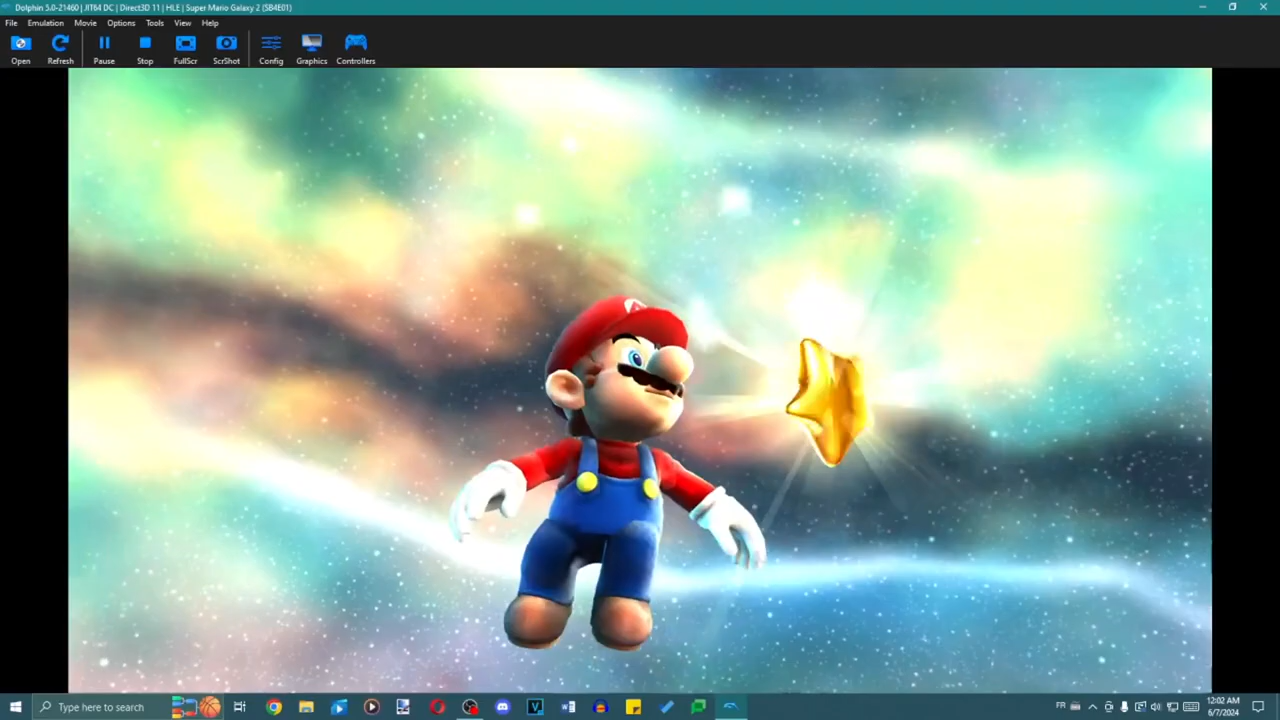 Dolphin 5.0-21460 | JIT64 DC | Direct3D 11 | HLE | Super Mario Galaxy 2 (SB4E01)
File Emulation Movie Options Tools View Help
Open Refresh Pause Stop FullScr ScrShot Config Graphics Controllers
M
Type here to search
FR
12:02 AM
6/7/2024